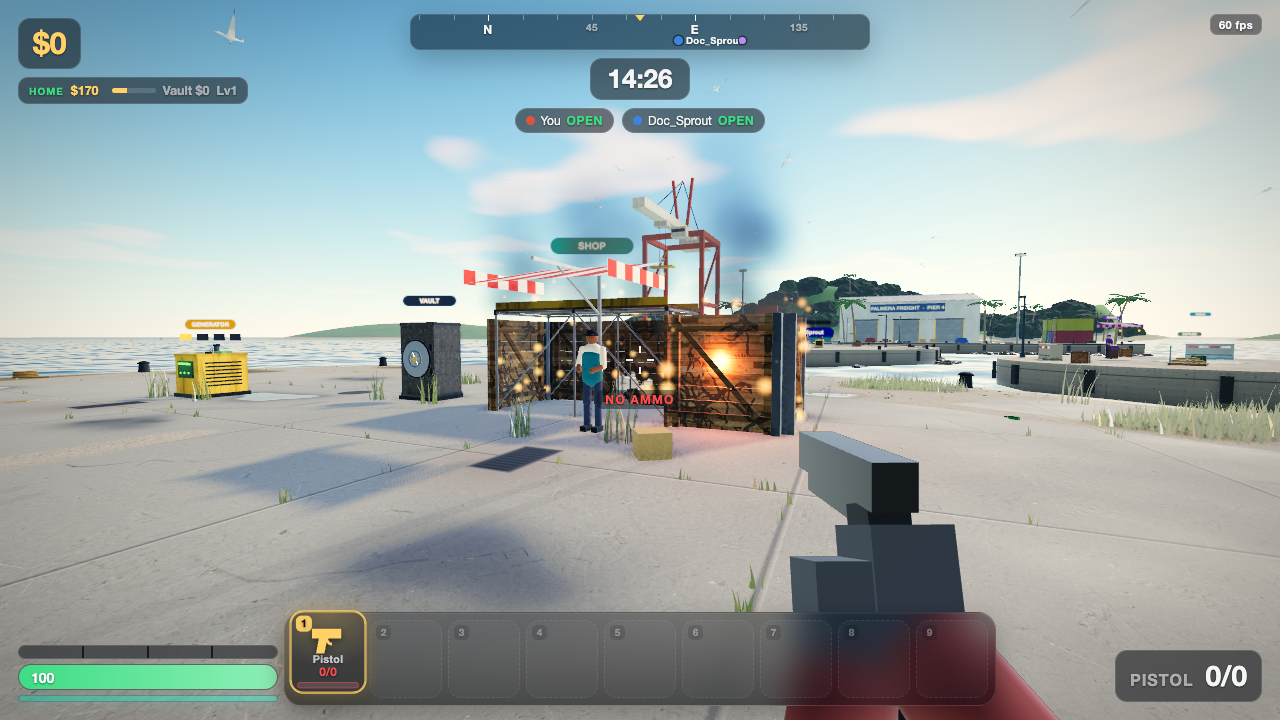 $0
HOME $170 Vault $0 Lv1
N 45 E 135
Doc_Sprou
60 fps
14:26
You OPEN
Doc_Sprout OPEN
SHOP
VAULT
GENERATOR
PALMERA FREIGHT - PIER 4
NO AMMO
1 2 3 4 5 6 7 8 9
Pistol
0/0
100
PISTOL 0/0